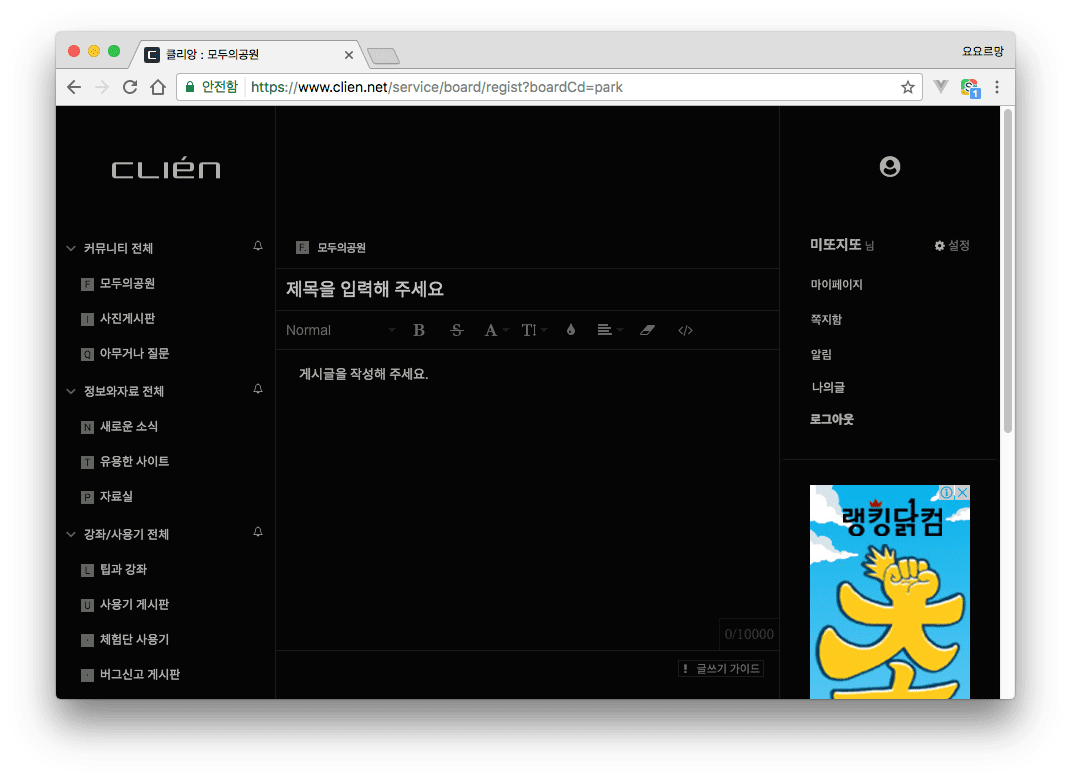 클리앙 : 모두의공원
요요르망
안전함 https://www.clien.net/service/board/regist?boardCd=park
CLIéN
커뮤니티 전체
F 모두의공원
I 사진게시판
Q 아무거나 질문
정보와자료 전체
N 새로운 소식
T 유용한 사이트
P 자료실
강좌/사용기 전체
L 팁과 강좌
U 사용기 게시판
· 체험단 사용기
· 버그신고 게시판
F. 모두의공원
제목을 입력해 주세요
Normal B S A TI </>
게시글을 작성해 주세요.
0/10000
! 글쓰기 가이드
미또지또 님 설정
마이페이지
쪽지함
알림
나의글
로그아웃
랭킹닭컴